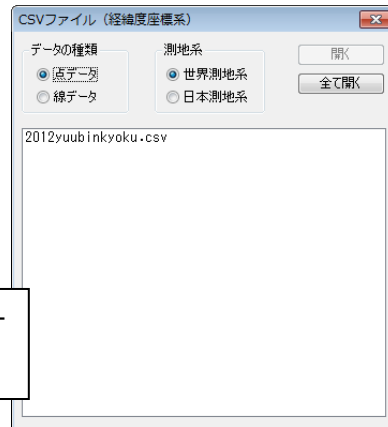 CSVファイル（経緯度座標系）
データの種類
点データ
線データ
測地系
世界測地系
日本測地系
開く
全て開く
2012yuubinkyoku.csv